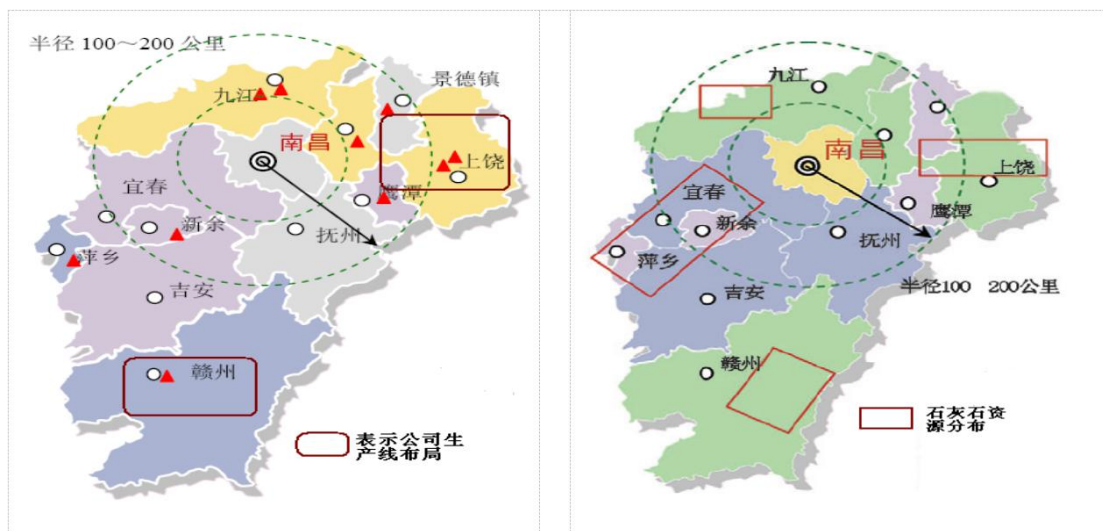 半径 100～200 公里
景德镇
九江
南昌
上饶
鹰潭
宜春
新余
抚州
萍乡
吉安
赣州
表示公司生
产线布局
九江
南昌
上饶
宜春
鹰潭
新余
抚州
萍乡
半径100 200公里
吉安
赣州
石灰石资
源分布